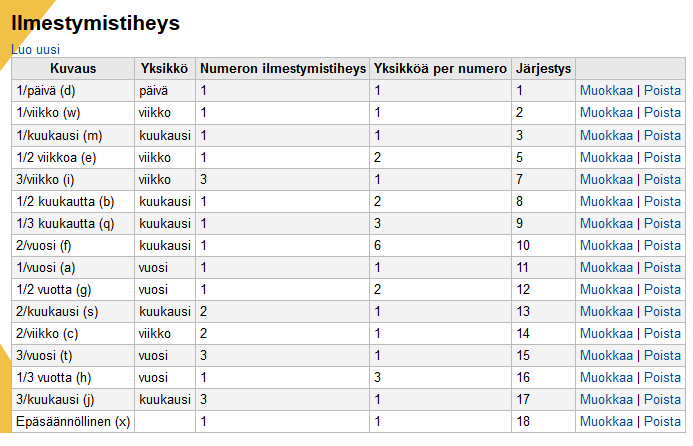 Ilmestymistiheys
Luo uusi
Kuvaus Yksikkö Numeron ilmestymistiheys Yksikköä per numero Järjestys
1/päivä (d) päivä 1 1 1 Muokkaa | Poista
1/viikko (w) viikko 1 1 2 Muokkaa | Poista
1/kuukausi (m) kuukausi 1 1 3 Muokkaa | Poista
1/2 viikkoa (e) viikko 1 2 5 Muokkaa | Poista
3/viikko (i) viikko 3 1 7 Muokkaa | Poista
1/2 kuukautta (b) kuukausi 1 2 8 Muokkaa | Poista
1/3 kuukautta (q) kuukausi 1 3 9 Muokkaa | Poista
2/vuosi (f) kuukausi 1 6 10 Muokkaa | Poista
1/vuosi (a) vuosi 1 1 11 Muokkaa | Poista
1/2 vuotta (g) vuosi 1 2 12 Muokkaa | Poista
2/kuukausi (s) kuukausi 2 1 13 Muokkaa | Poista
2/viikko (c) viikko 2 1 14 Muokkaa | Poista
3/vuosi (t) vuosi 3 1 15 Muokkaa | Poista
1/3 vuotta (h) vuosi 1 3 16 Muokkaa | Poista
3/kuukausi (j) kuukausi 3 1 17 Muokkaa | Poista
Epäsäännöllinen (x) 1 1 18 Muokkaa | Poista